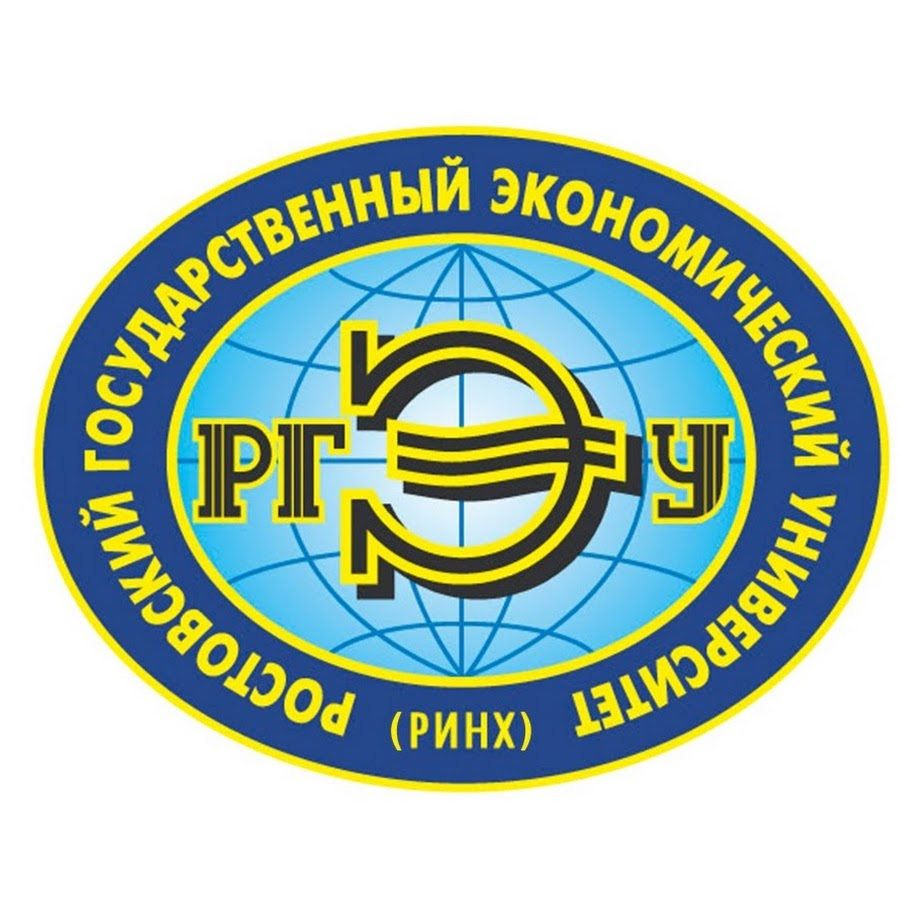 РОСТОВСКИЙ ГОСУДАРСТВЕННЫЙ ЭКОНОМИЧЕСКИЙ УНИВЕРСИТЕТ
РГЭУ
(РИНХ)